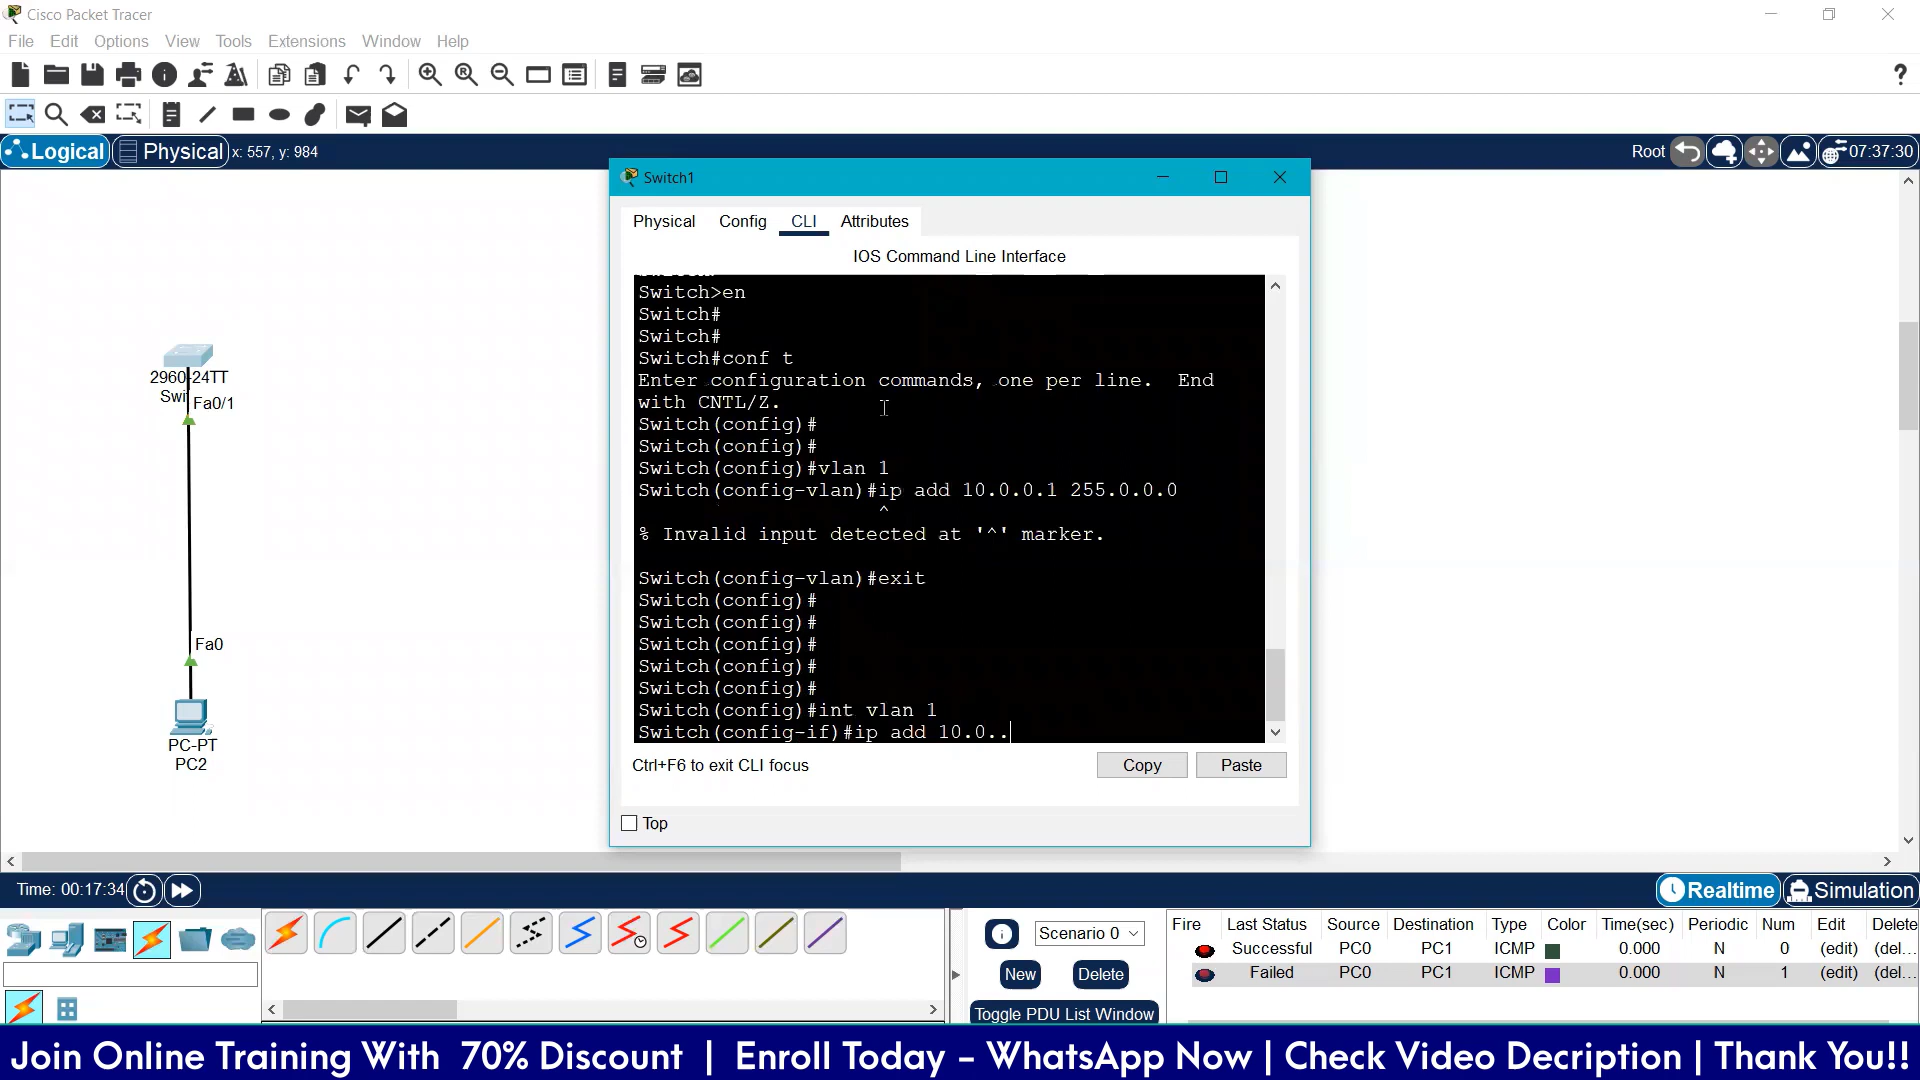 Cisco Packet Tracer
File Edit Options View Tools Extensions Window Help
?
Logical Physical x: 557, y: 984 Root 07:37:30
Switch1
Physical Config CLI Attributes
IOS Command Line Interface
Switch>en
Switch#
Switch#
Switch#conf t
Enter configuration commands, one per line. End
with CNTL/Z.
Switch(config)#
Switch(config)#
Switch(config)#vlan 1
Switch(config-vlan)#ip add 10.0.0.1 255.0.0.0
^
% Invalid input detected at '^' marker.
Switch(config-vlan)#exit
Switch(config)#
Switch(config)#
Switch(config)#
Switch(config)#
Switch(config)#
Switch(config)#int vlan 1
Switch(config-if)#ip add 10.0..
Ctrl+F6 to exit CLI focus Copy Paste
Top
2960-24TT
Swi
Fa0/1
Fa0
PC-PT
PC2
Time: 00:17:34 Realtime Simulation
Scenario 0
New Delete
Toggle PDU List Window
Fire Last Status Source Destination Type Color Time(sec) Periodic Num Edit Delete
Successful PC0 PC1 ICMP 0.000 N 0 (edit) (del...
Failed PC0 PC1 ICMP 0.000 N 1 (edit) (del...
Join Online Training With 70% Discount | Enroll Today – WhatsApp Now | Check Video Decription | Thank You!!